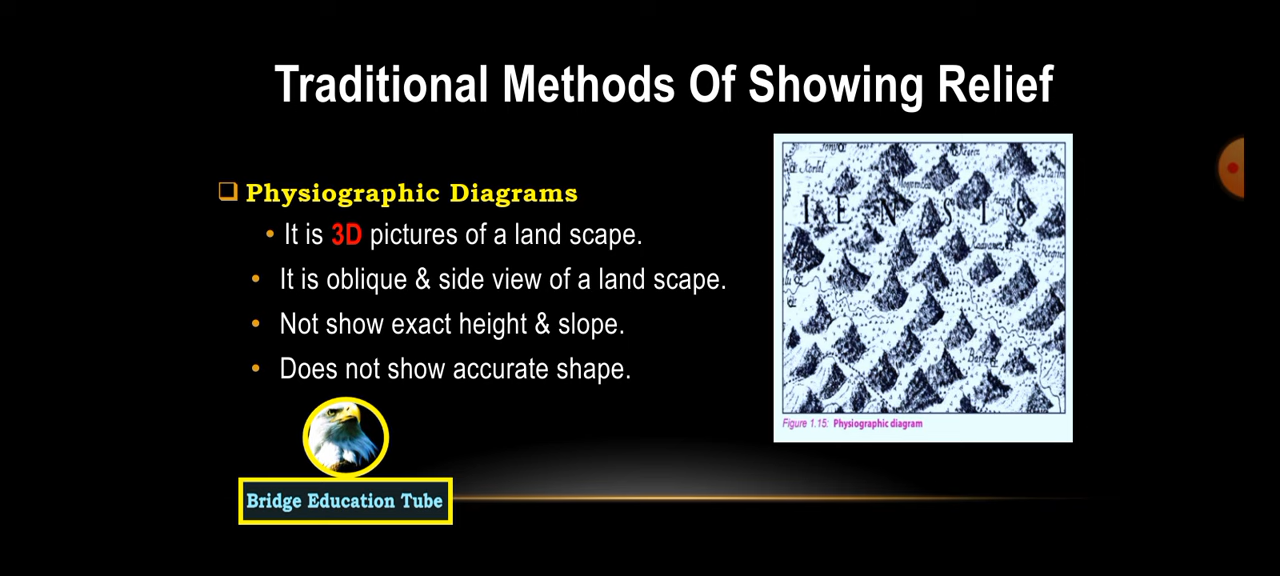 Traditional Methods Of Showing Relief
Physiographic Diagrams
It is 3D pictures of a land scape.
It is oblique & side view of a land scape.
Not show exact height & slope.
Does not show accurate shape.
I E N S I S
Figure 1.15: Physiographic diagram
Bridge Education Tube